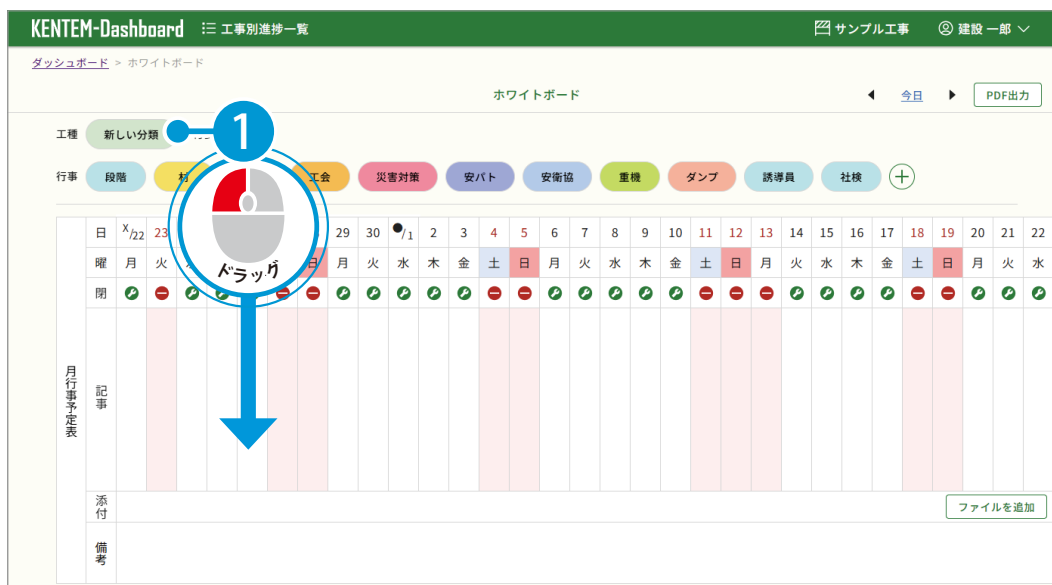 KENTEM-Dashboard 工事別進捗一覧 サンプル工事 建設 一郎
ダッシュボード > ホワイトボード
ホワイトボード 今日 PDF出力
工種 新しい分類
1
行事 段階 材 工会 災害対策 安パト 安衛協 重機 ダンプ 誘導員 社検
ドラッグ
日 X/22 23 29 30 ●/1 2 3 4 5 6 7 8 9 10 11 12 13 14 15 16 17 18 19 20 21 22
曜 月 火 日 月 火 水 木 金 土 日 月 火 水 木 金 土 日 月 火 水 木 金 土 日 月 火 水
閉
月行事予定表
記事
添付 ファイルを追加
備考